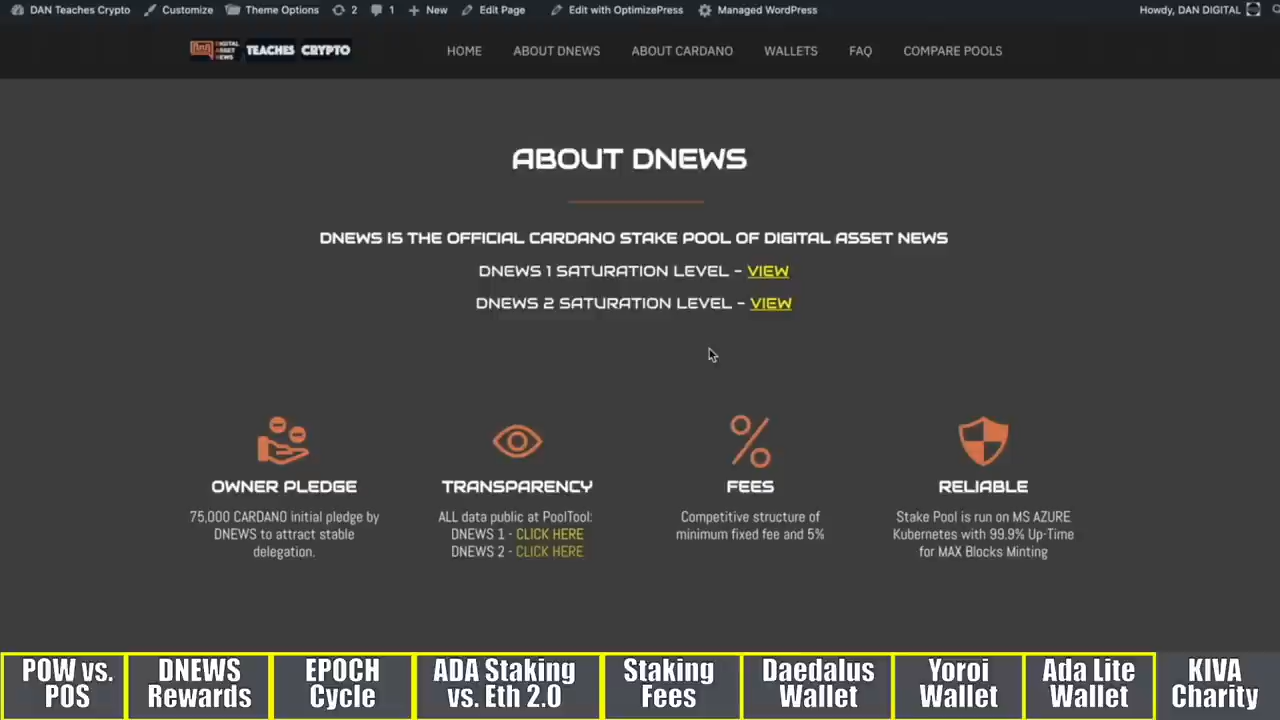 DAN Teaches Crypto Customize Theme Options 2 1 + New Edit Page Edit with OptimizePress Managed WordPress Howdy, DAN DIGITAL
DIGITAL ASSET NEWS TEACHES CRYPTO
HOME ABOUT DNEWS ABOUT CARDANO WALLETS FAQ COMPARE POOLS
ABOUT DNEWS
DNEWS IS THE OFFICIAL CARDANO STAKE POOL OF DIGITAL ASSET NEWS
DNEWS 1 SATURATION LEVEL - VIEW
DNEWS 2 SATURATION LEVEL - VIEW
OWNER PLEDGE
75,000 CARDANO initial pledge by
DNEWS to attract stable
delegation.
TRANSPARENCY
ALL data public at PoolTool:
DNEWS 1 - CLICK HERE
DNEWS 2 - CLICK HERE
FEES
Competitive structure of
minimum fixed fee and 5%
RELIABLE
Stake Pool is run on MS AZURE
Kubernetes with 99.9% Up-Time
for MAX Blocks Minting
POW vs.
POS
DNEWS
Rewards
EPOCH
Cycle
ADA Staking
vs. Eth 2.0
Staking
Fees
Daedalus
Wallet
Yoroi
Wallet
Ada Lite
Wallet
KIVA
Charity